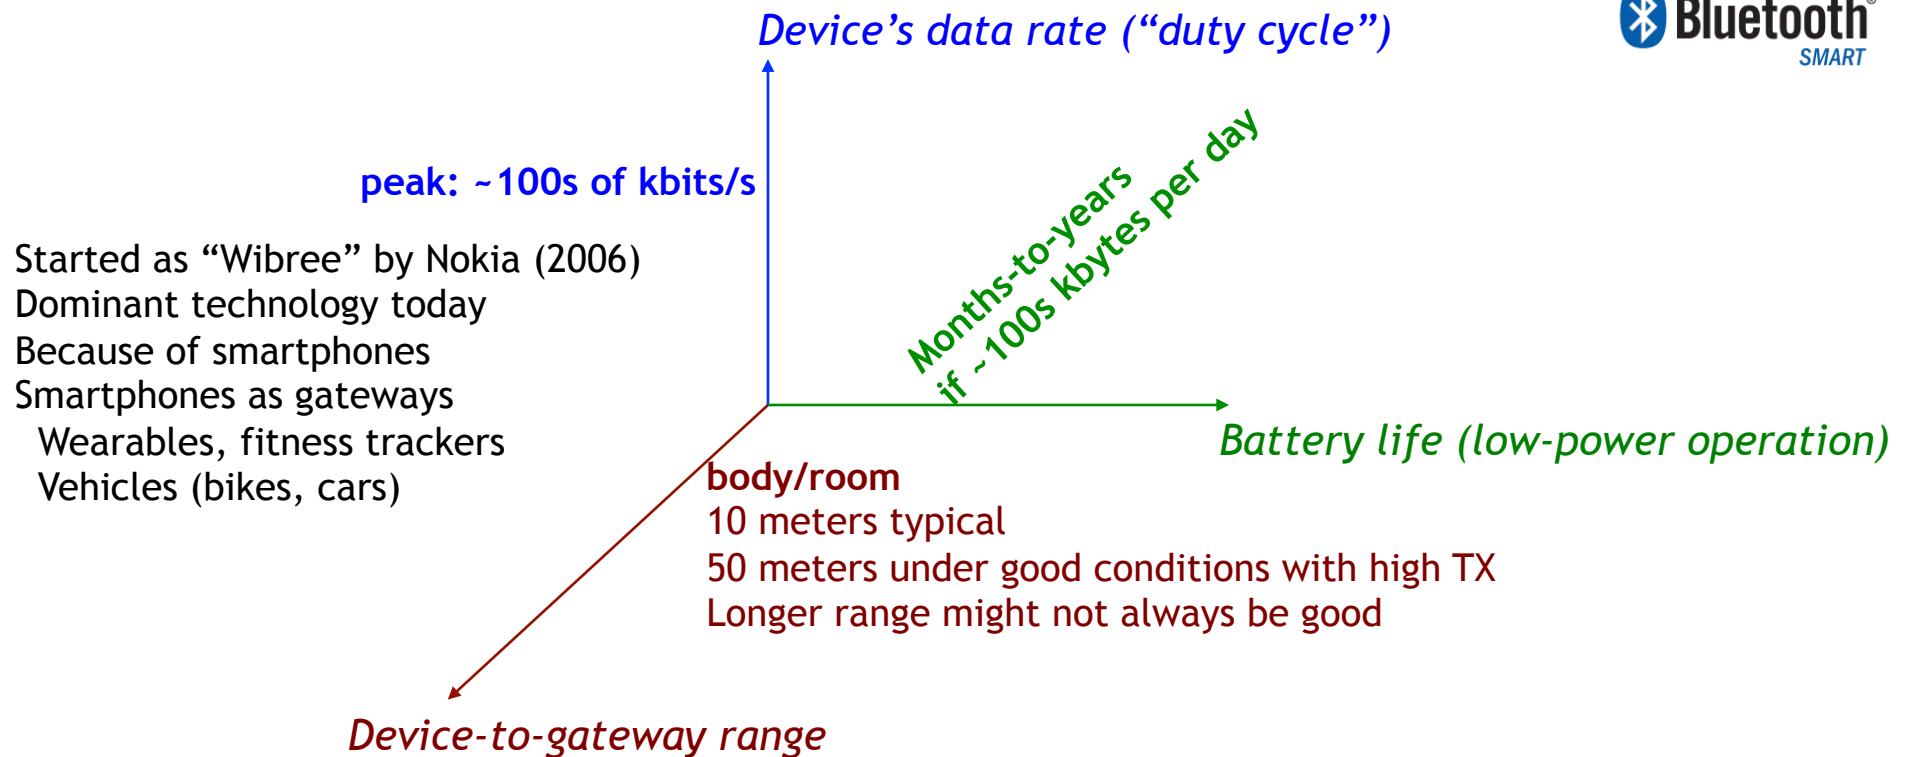 Device’s data rate (“duty cycle”)
Bluetooth®
SMART
peak: ~100s of kbits/s
Months-to-years
if ~100s kbytes per day
Started as “Wibree” by Nokia (2006)
Dominant technology today
Because of smartphones
Smartphones as gateways
Wearables, fitness trackers
Vehicles (bikes, cars)
Battery life (low-power operation)
body/room
10 meters typical
50 meters under good conditions with high TX
Longer range might not always be good
Device-to-gateway range